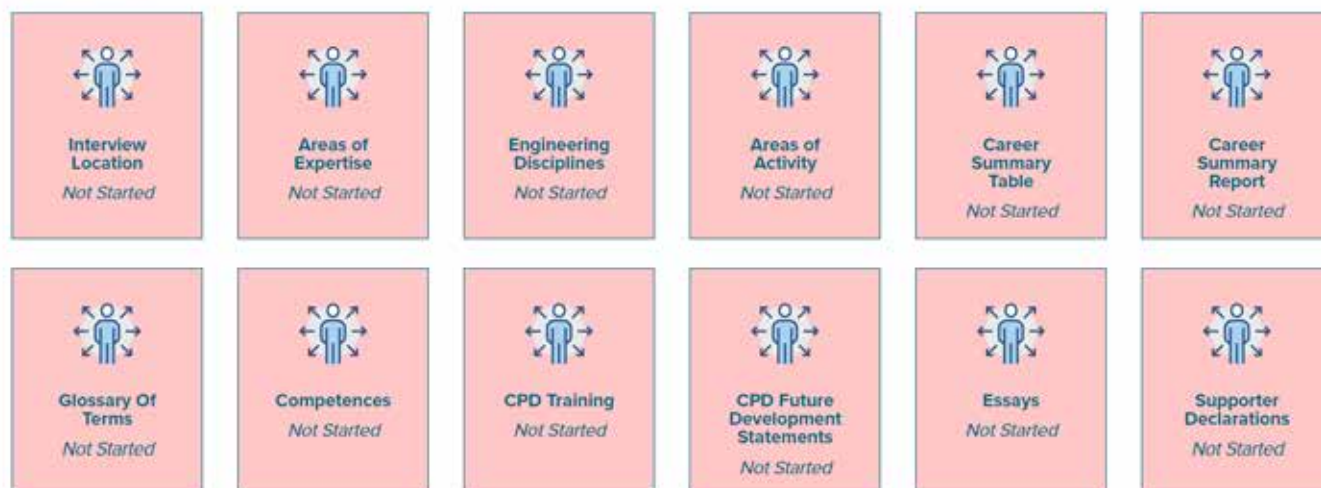 Interview
Location
Not Started
Areas of
Expertise
Not Started
Engineering
Disciplines
Not Started
Areas of
Activity
Not Started
Career
Summary
Table
Not Started
Career
Summary
Report
Not Started
Glossary Of
Terms
Not Started
Competences
Not Started
CPD Training
Not Started
CPD Future
Development
Statements
Not Started
Essays
Not Started
Supporter
Declarations
Not Started